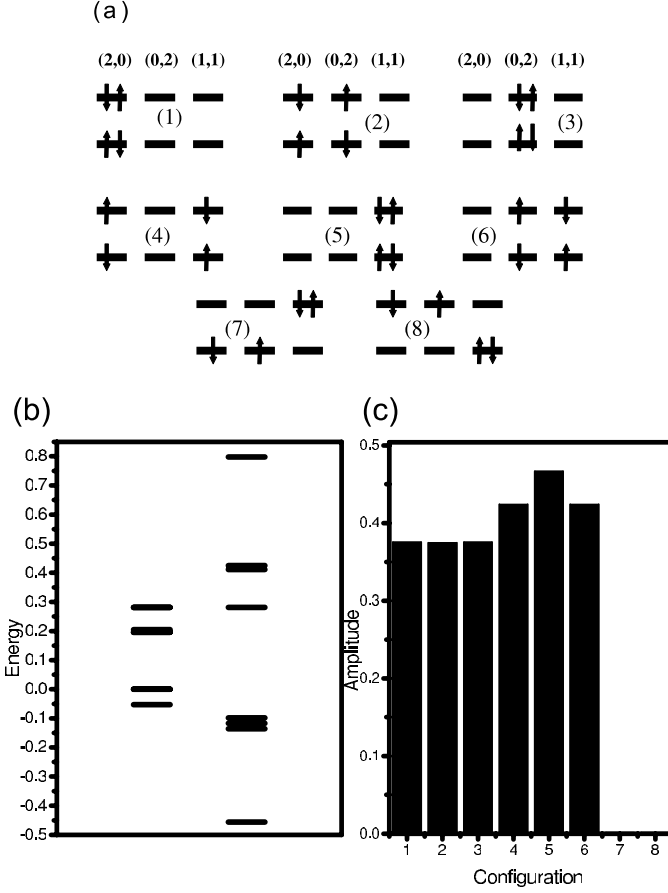 (a)
(2,0) (0,2) (1,1) (2,0) (0,2) (1,1) (2,0) (0,2) (1,1)
(1) (2) (3)
(4) (5) (6)
(7) (8)
(b) (c)
0.8
0.7
0.6
0.5
0.4
0.3
0.2
0.1
0.0
-0.1
-0.2
-0.3
-0.4
-0.5
Energy
0.5
0.4
0.3
0.2
0.1
0.0
Amplitude
1 2 3 4 5 6 7 8
Configuration